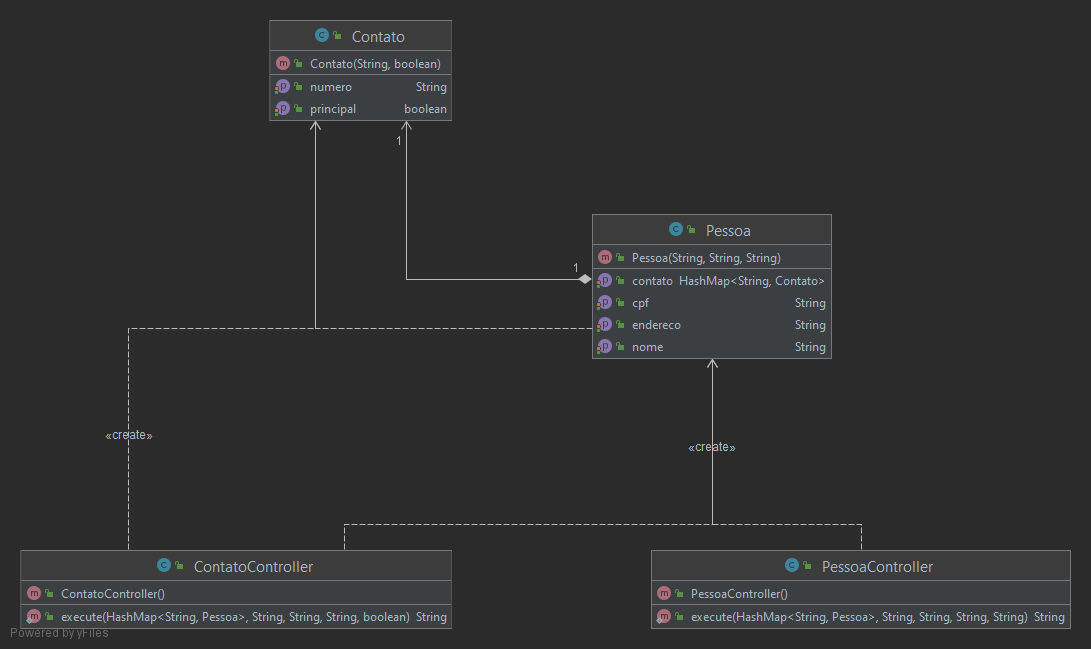 Contato
Contato(String, boolean)
numero String
principal boolean
1
Pessoa
Pessoa(String, String, String)
1
contato HashMap<String, Contato>
cpf String
endereco String
nome String
«create»
«create»
ContatoController
ContatoController()
execute(HashMap<String, Pessoa>, String, String, String, boolean) String
PessoaController
PessoaController()
execute(HashMap<String, Pessoa>, String, String, String, String) String
Powered by yFiles